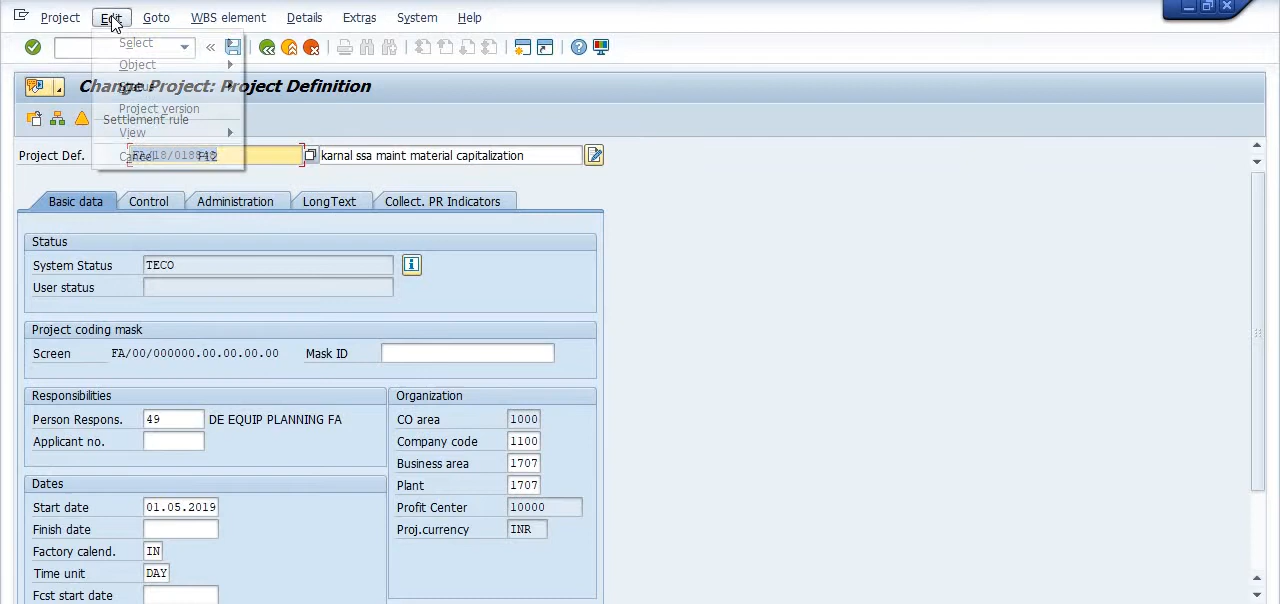 Project Edit Goto WBS element Details Extras System Help
Select
Object
Change Project: Project Definition
Status
Project version
Settlement rule
View
Cancel F12
Project Def. karnal ssa maint material capitalization
Basic data Control Administration LongText Collect. PR Indicators
Status
System Status TECO
User status
Project coding mask
Screen FA/00/000000.00.00.00.00 Mask ID
Responsibilities
Person Respons. 49 DE EQUIP PLANNING FA
Applicant no.
Organization
CO area 1000
Company code 1100
Business area 1707
Plant 1707
Profit Center 10000
Proj.currency INR
Dates
Start date 01.05.2019
Finish date
Factory calend. IN
Time unit DAY
Fcst start date